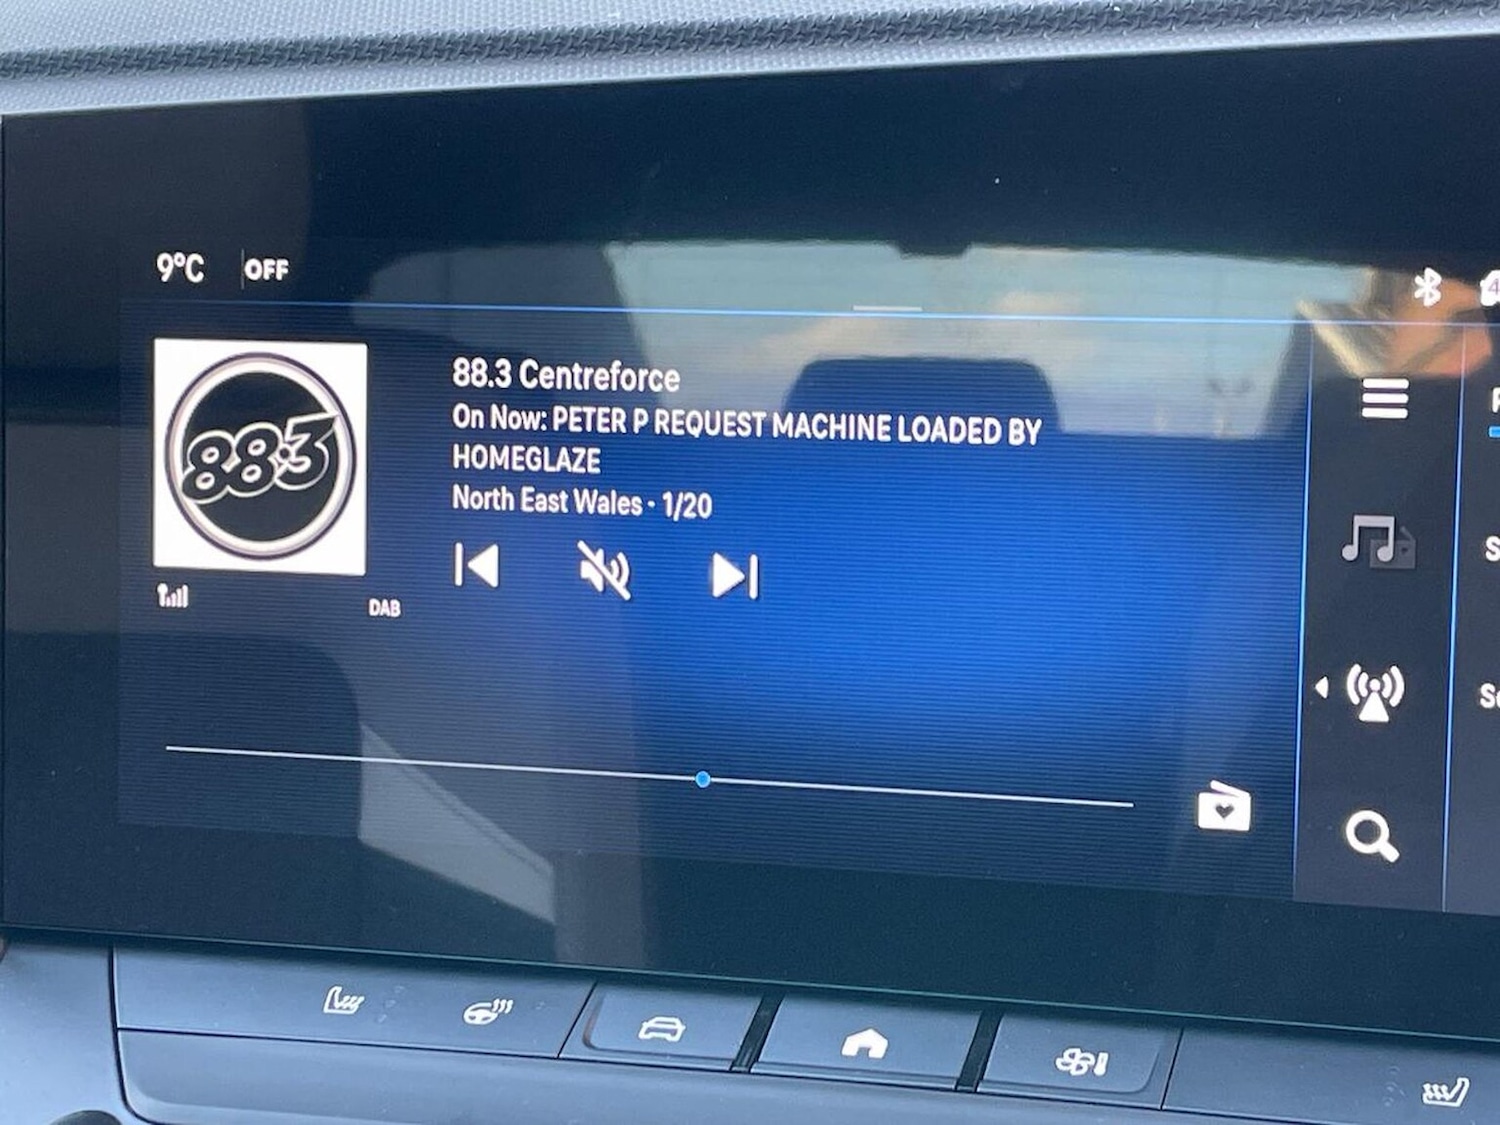 9°C OFF
88.3
88.3 Centreforce
On Now: PETER P REQUEST MACHINE LOADED BY
HOMEGLAZE
North East Wales · 1/20
DAB